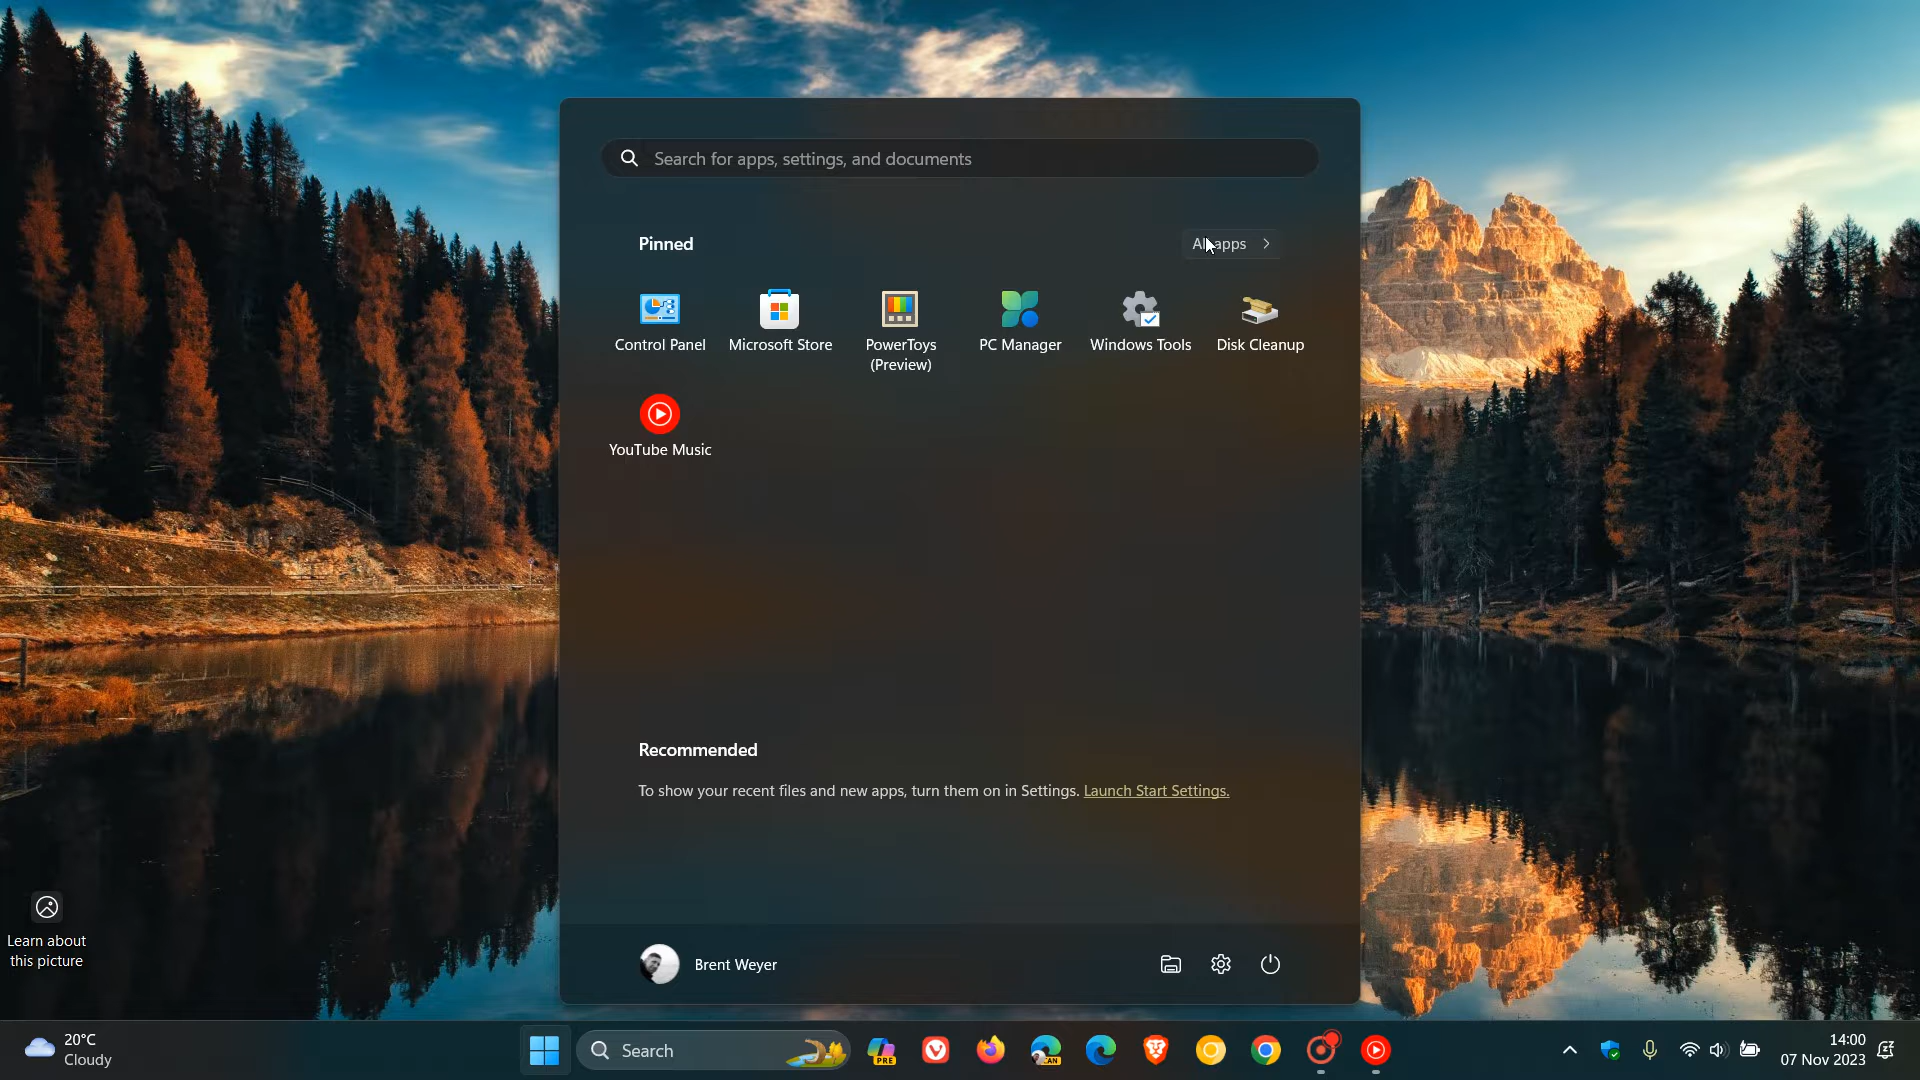 Search for apps, settings, and documents
Pinned
All apps
Control Panel
Microsoft Store
PowerToys
(Preview)
PC Manager
Windows Tools
Disk Cleanup
YouTube Music
Recommended
To show your recent files and new apps, turn them on in Settings. Launch Start Settings.
Learn about
this picture
Brent Weyer
20°C
Cloudy
Search
PRE
CAN
14:00
07 Nov 2023